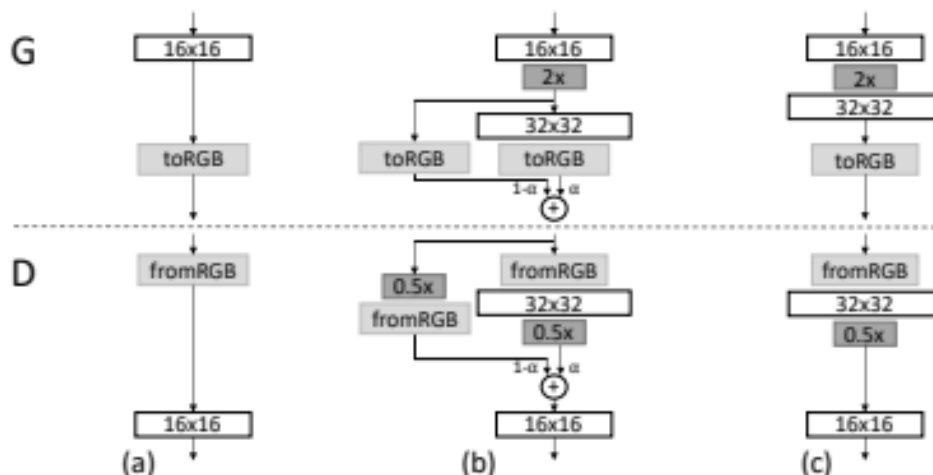 G
16x16
toRGB
16x16
2x
32x32
toRGB
toRGB
1-α
α
+
16x16
2x
32x32
toRGB
D
fromRGB
16x16
0.5x
fromRGB
fromRGB
32x32
0.5x
1-α
α
+
16x16
fromRGB
32x32
0.5x
16x16
(a)
(b)
(c)